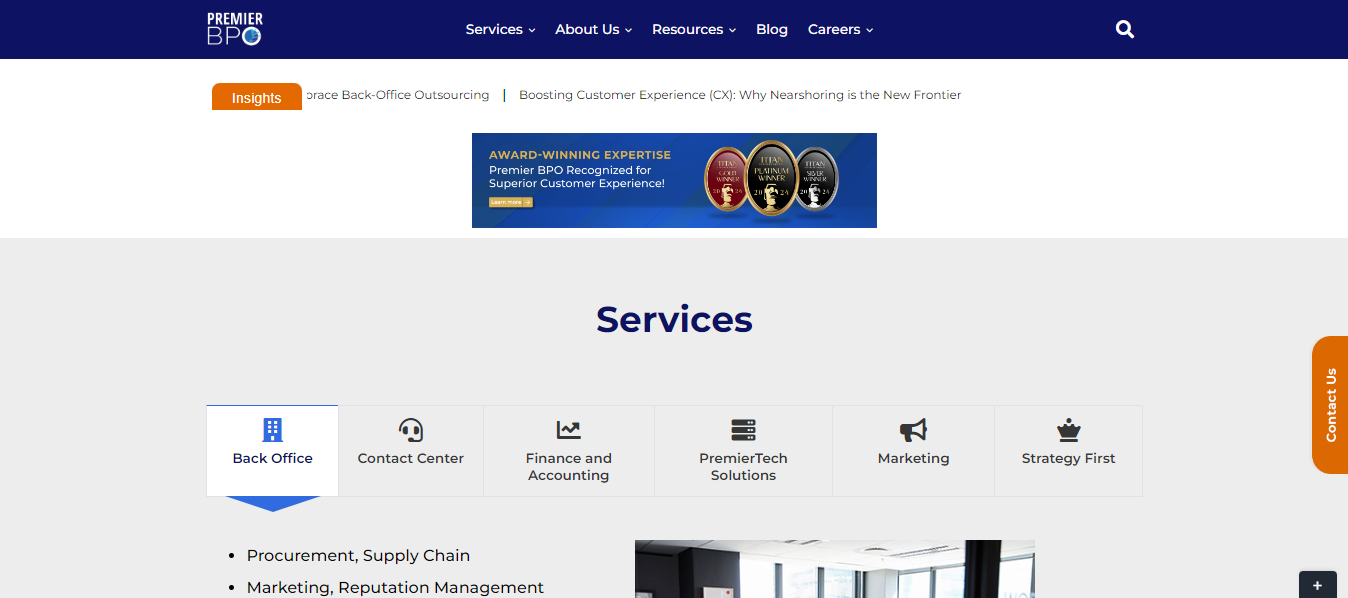 PREMIER
BPO
Services
About Us
Resources
Blog
Careers
Insights
Back-Office Outsourcing | Boosting Customer Experience (CX): Why Nearshoring is the New Frontier
AWARD-WINNING EXPERTISE
Premier BPO Recognized for
Superior Customer Experience!
Learn more
TITAN
GOLD
WINNER
2024
TITAN
PLATINUM
WINNER
2024
TITAN
SILVER
WINNER
2024
Services
Contact Us
Back Office
Contact Center
Finance and
Accounting
PremierTech
Solutions
Marketing
Strategy First
• Procurement, Supply Chain
• Marketing, Reputation Management
+